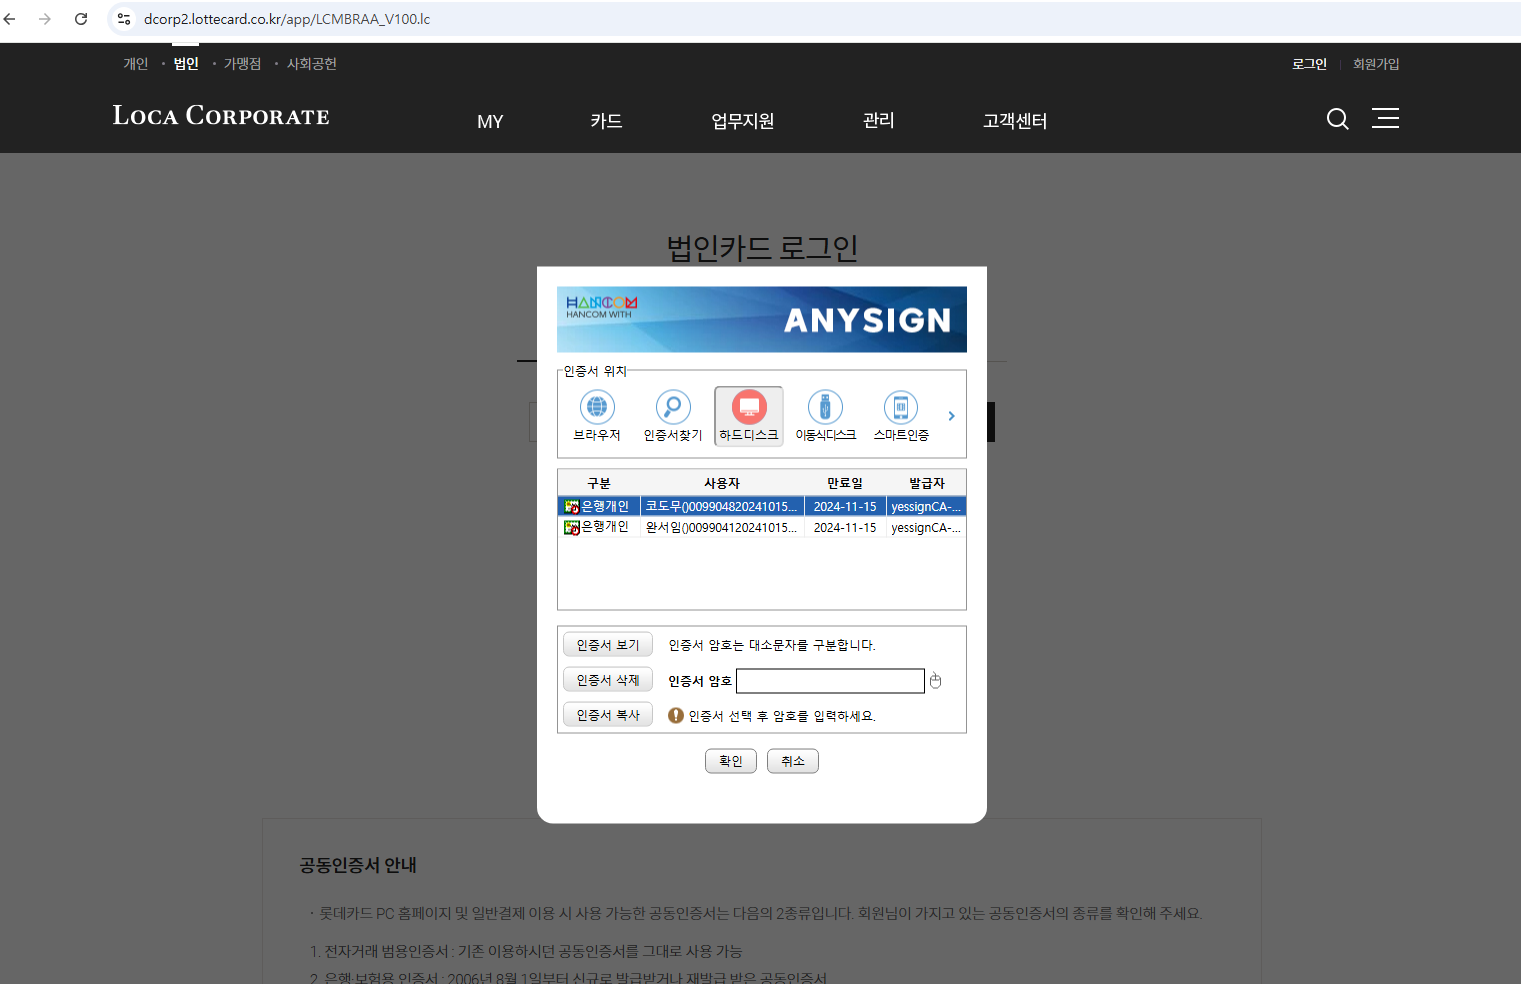 dcorp2.lottecard.co.kr/app/LCMBRAA_V100.lc
개인 · 법인 · 가맹점 · 사회공헌
로그인 회원가입
LOCA CORPORATE
MY 카드 업무지원 관리 고객센터
법인카드 로그인
HANCOM
HANCOM WITH
ANYSIGN
인증서 위치
브라우저 인증서찾기 하드디스크 이동식디스크 스마트인증
구분 사용자 만료일 발급자
은행개인 코도무()009904820241015... 2024-11-15 yessignCA-...
은행개인 완서임()009904120241015... 2024-11-15 yessignCA-...
인증서 보기 인증서 암호는 대소문자를 구분합니다.
인증서 삭제 인증서 암호
인증서 복사 인증서 선택 후 암호를 입력하세요.
확인 취소
공동인증서 안내
· 롯데카드 PC 홈페이지 및 일반결제 이용 시 사용 가능한 공동인증서는 다음의 2종류입니다. 회원님이 가지고 있는 공동인증서의 종류를 확인해 주세요.
1. 전자거래 범용인증서 : 기존 이용하시던 공동인증서를 그대로 사용 가능
2. 은행·보험용 인증서 : 2006년 8월 1일부터 신규로 발급받거나 재발급 받은 공동인증서